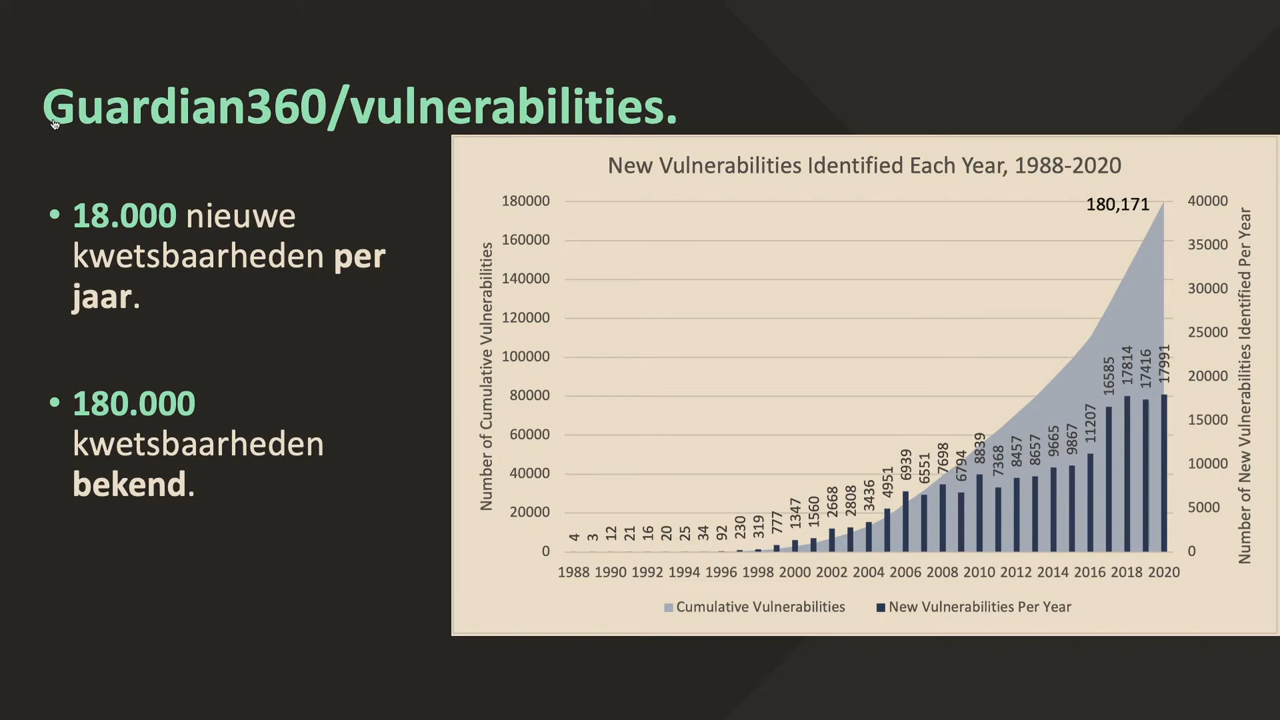 Guardian360/vulnerabilities.
• 18.000 nieuwe
kwetsbaarheden per
jaar.
• 180.000
kwetsbaarheden
bekend.
New Vulnerabilities Identified Each Year, 1988-2020
Number of Cumulative Vulnerabilities
180000
160000
140000
120000
100000
80000
60000
40000
20000
0
4 3 12 21 16 20 25 34 92 230 319 777 1347 1560 2668 2808 3436 4951 6939 6551 7698 6794 8839 7368 8457 8657 9665 9867 11207 16585 17814 17416 17991
180,171
40000
35000
30000
25000
20000
15000
10000
5000
0
Number of New Vulnerabilities Identified Per Year
1988 1990 1992 1994 1996 1998 2000 2002 2004 2006 2008 2010 2012 2014 2016 2018 2020
Cumulative Vulnerabilities New Vulnerabilities Per Year